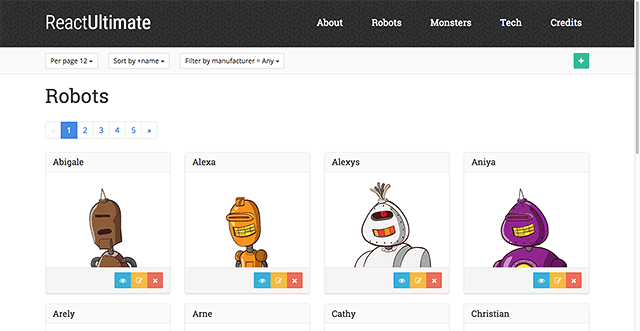 ReactUltimate About Robots Monsters Tech Credits
Per page 12 Sort by +name Filter by manufacturer = Any
+
Robots
« 1 2 3 4 5 »
Abigale Alexa Alexys Aniya
Arely Arne Cathy Christian